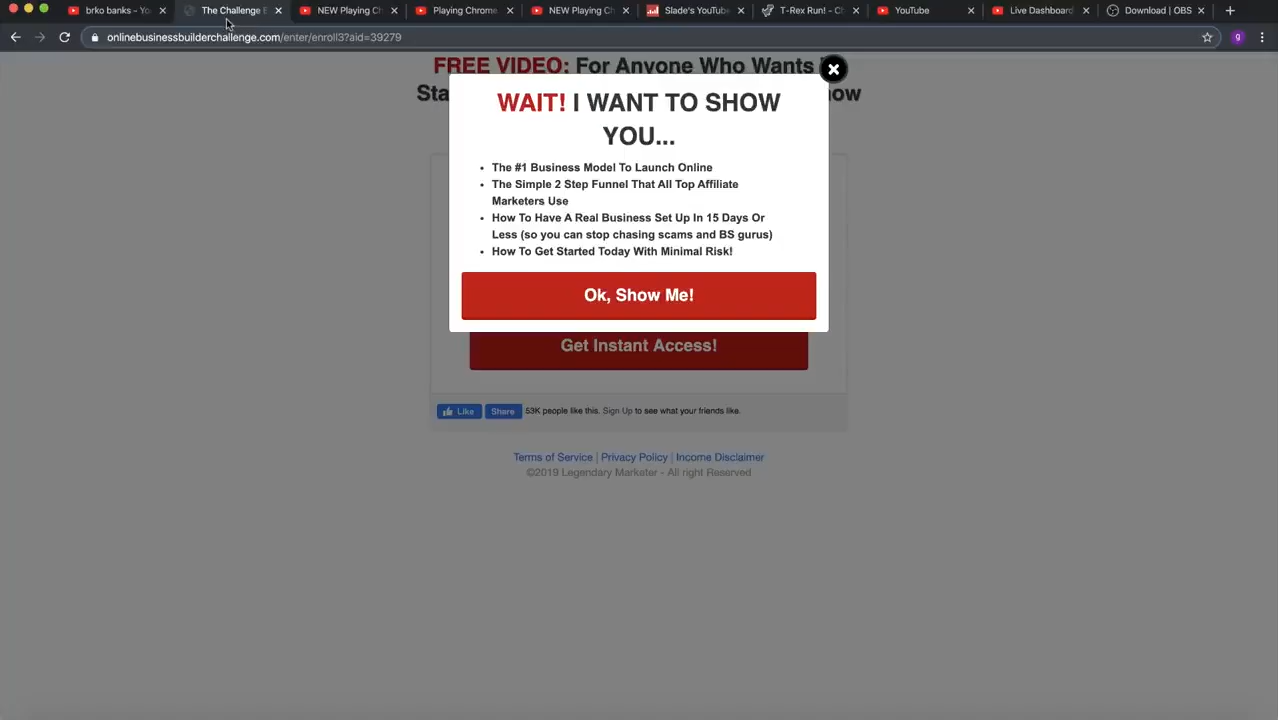 brko banks - Yo
The Challenge E
NEW Playing Ch
Playing Chrome
NEW Playing Ch
Slade's YouTube
T-Rex Run! - Ch
YouTube
Live Dashboard
Download | OBS
onlinebusinessbuilderchallenge.com/enter/enroll3?aid=39279
g
FREE VIDEO: For Anyone Who Wants
Sta
ow
WAIT! I WANT TO SHOW
YOU...
• The #1 Business Model To Launch Online
• The Simple 2 Step Funnel That All Top Affiliate
Marketers Use
• How To Have A Real Business Set Up In 15 Days Or
Less (so you can stop chasing scams and BS gurus)
• How To Get Started Today With Minimal Risk!
Ok, Show Me!
Get Instant Access!
Like Share 53K people like this. Sign Up to see what your friends like.
Terms of Service | Privacy Policy | Income Disclaimer
©2019 Legendary Marketer - All right Reserved